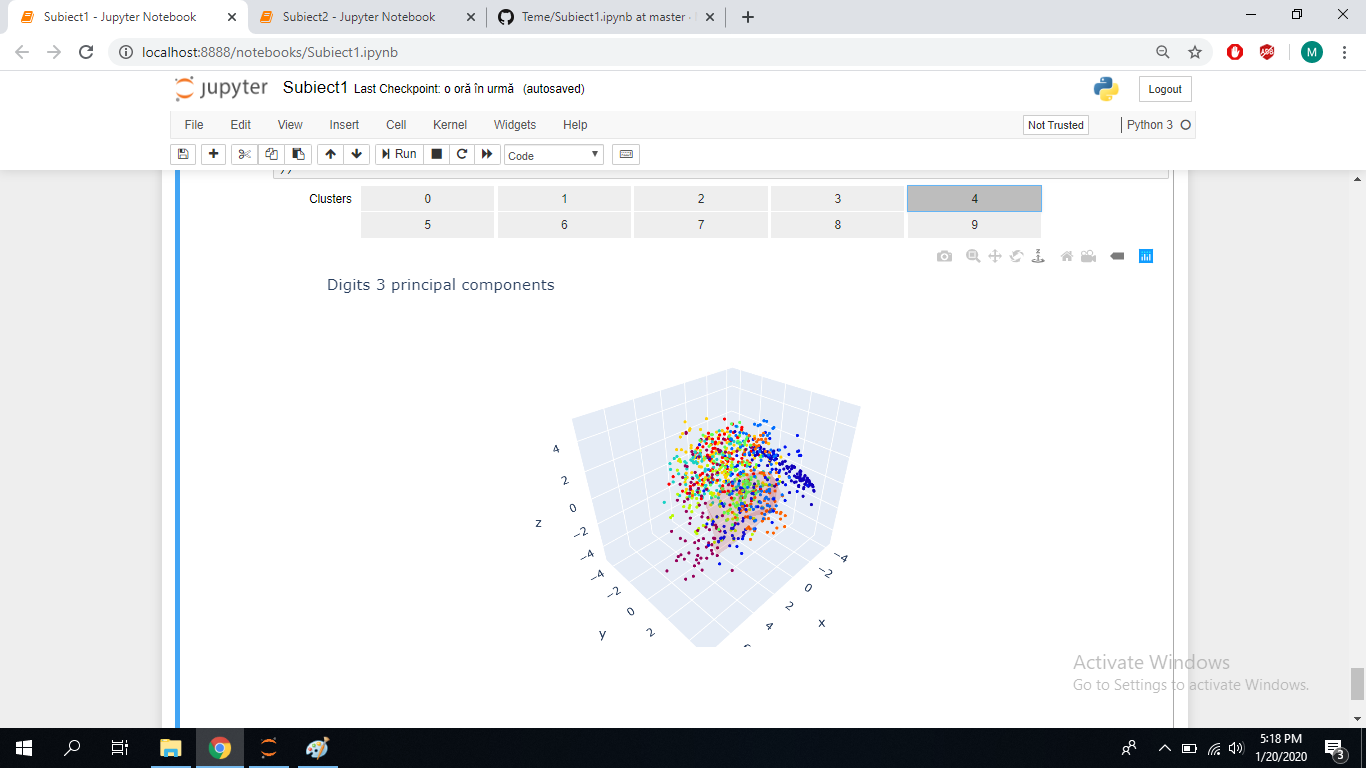 Subiect1 - Jupyter Notebook Subiect2 - Jupyter Notebook Teme/Subiect1.ipynb at master ·
localhost:8888/notebooks/Subiect1.ipynb ABP M
jupyter Subiect1 Last Checkpoint: o oră în urmă (autosaved) Logout
File Edit View Insert Cell Kernel Widgets Help Not Trusted Python 3
Run Code
Clusters 0 1 2 3 4
5 6 7 8 9
Digits 3 principal components
4
2
0
−2
−4
z
−4
−2
0
2
y
−4
−2
0
2
4
x
Activate Windows
Go to Settings to activate Windows.
5:18 PM
1/20/2020
3